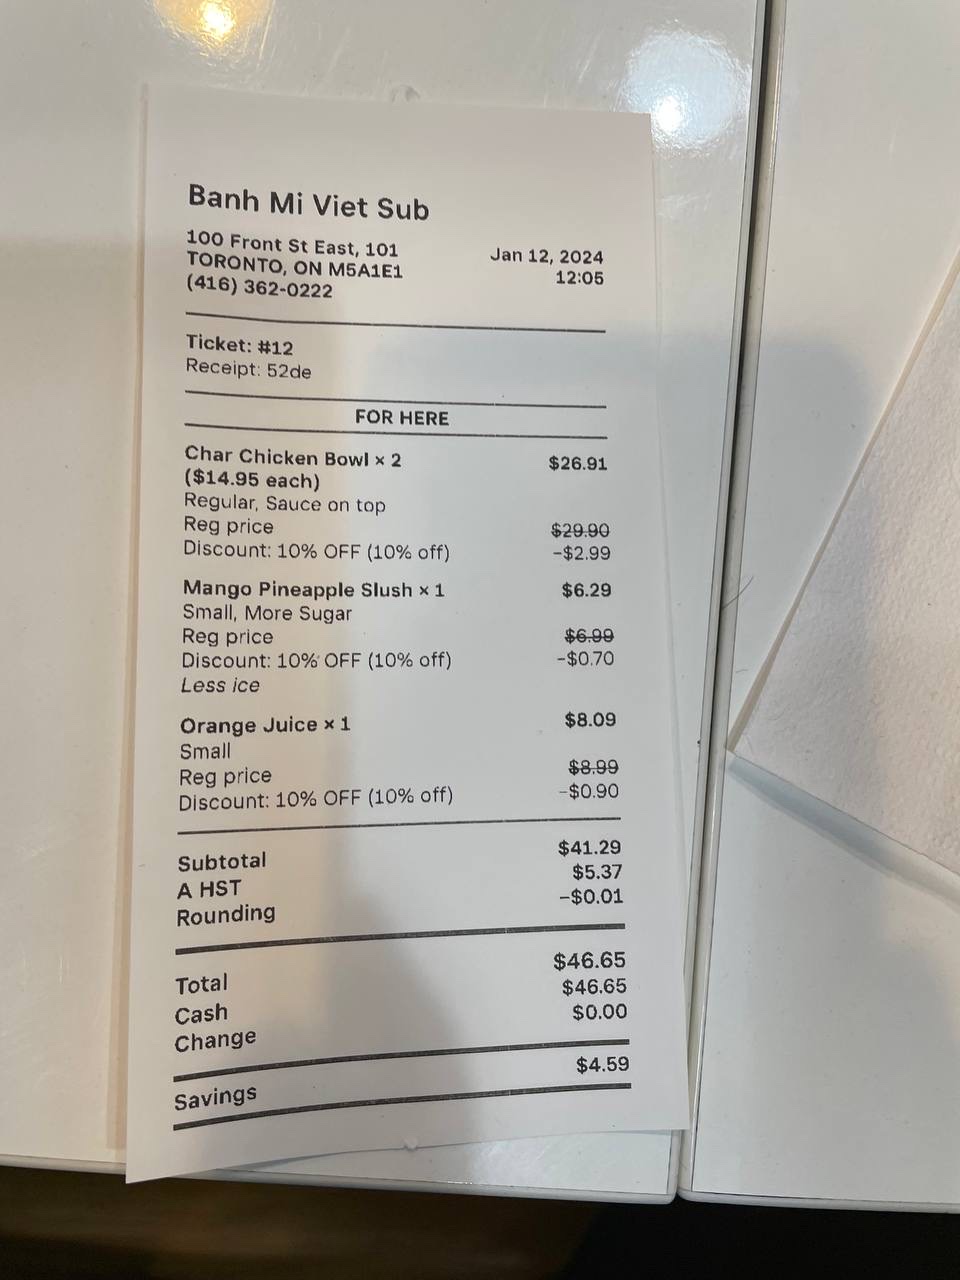 Banh Mi Viet Sub
100 Front St East, 101
TORONTO, ON M5A1E1
(416) 362-0222
Jan 12, 2024
12:05
Ticket: #12
Receipt: 52de
FOR HERE
Char Chicken Bowl × 2 $26.91
($14.95 each)
Regular, Sauce on top
Reg price $29.90
Discount: 10% OFF (10% off) -$2.99
Mango Pineapple Slush × 1 $6.29
Small, More Sugar
Reg price $6.99
Discount: 10% OFF (10% off) -$0.70
Less ice
Orange Juice × 1 $8.09
Small
Reg price $8.99
Discount: 10% OFF (10% off) -$0.90
Subtotal $41.29
A HST $5.37
Rounding -$0.01
Total $46.65
Cash $46.65
Change $0.00
Savings $4.59